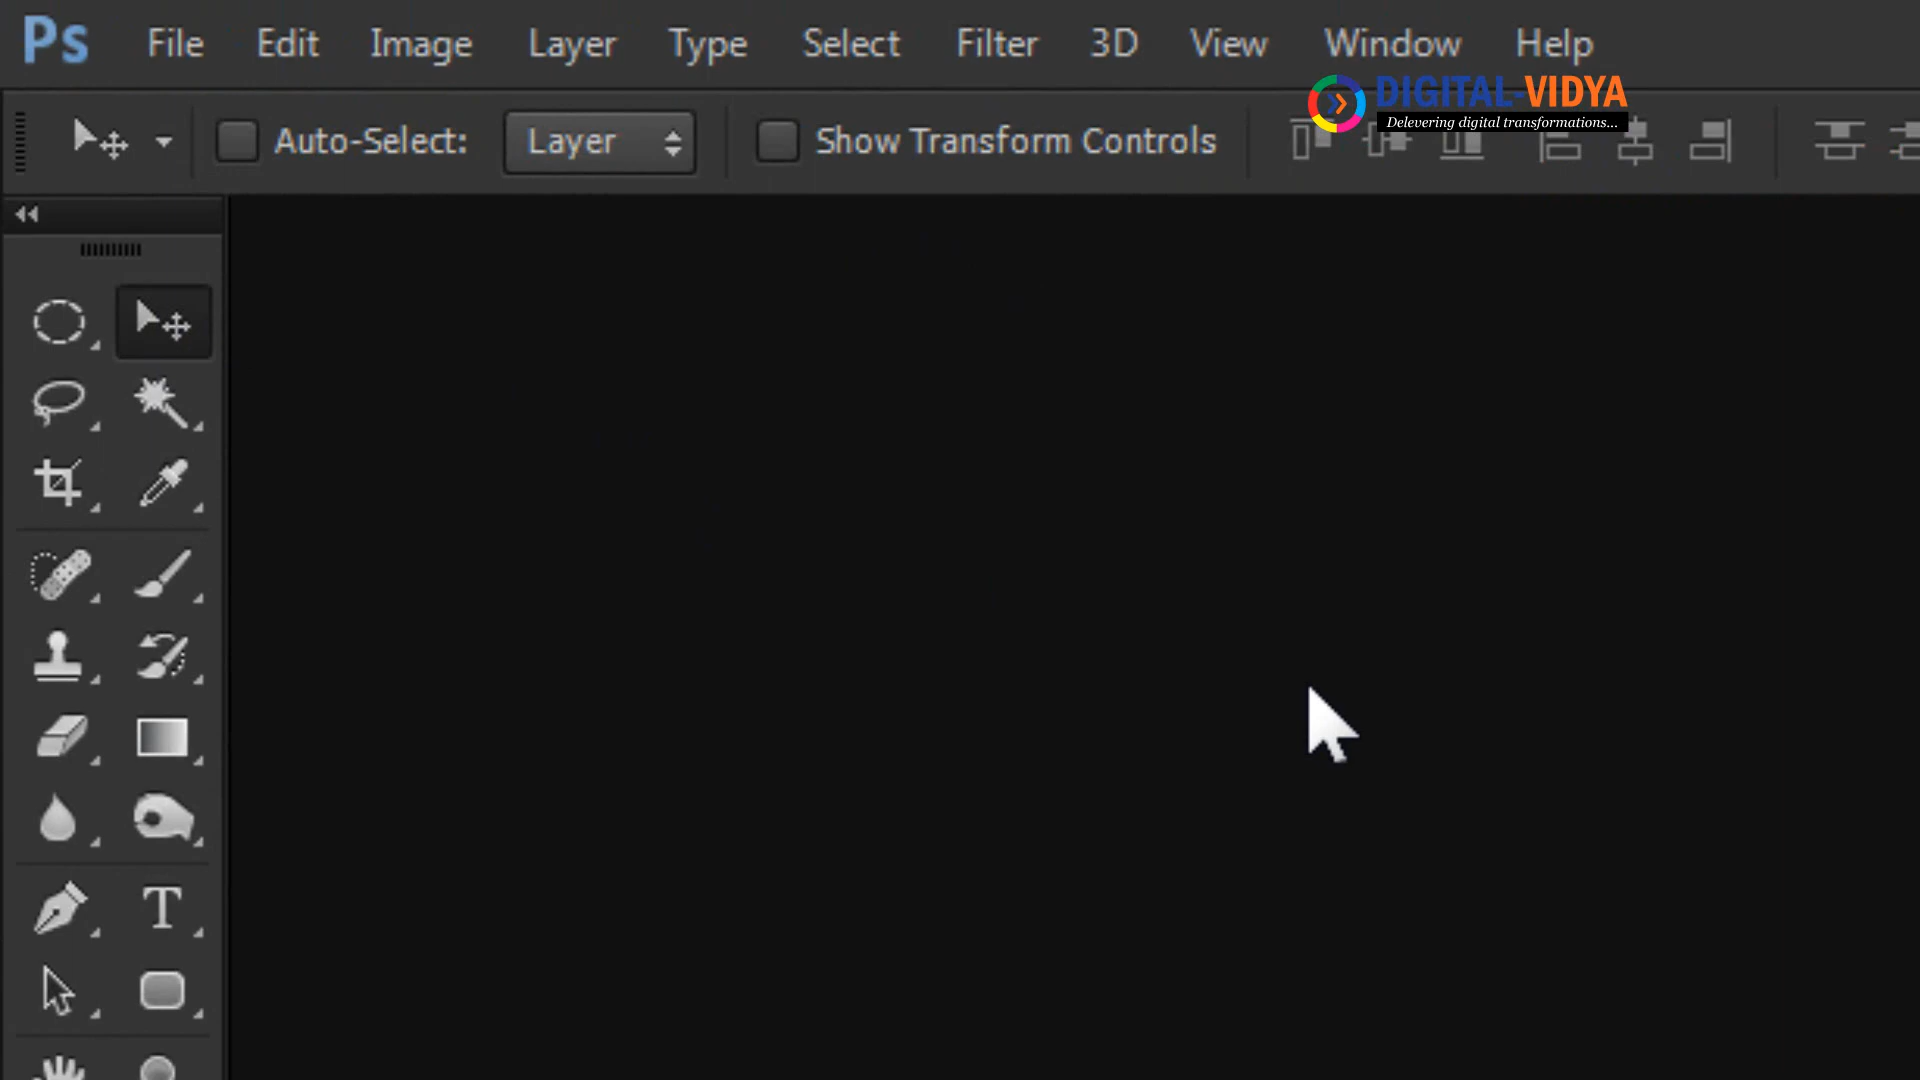 Ps File Edit Image Layer Type Select Filter 3D View Window Help
DIGITAL-VIDYA
Delevering digital transformations...
Auto-Select: Layer Show Transform Controls
T